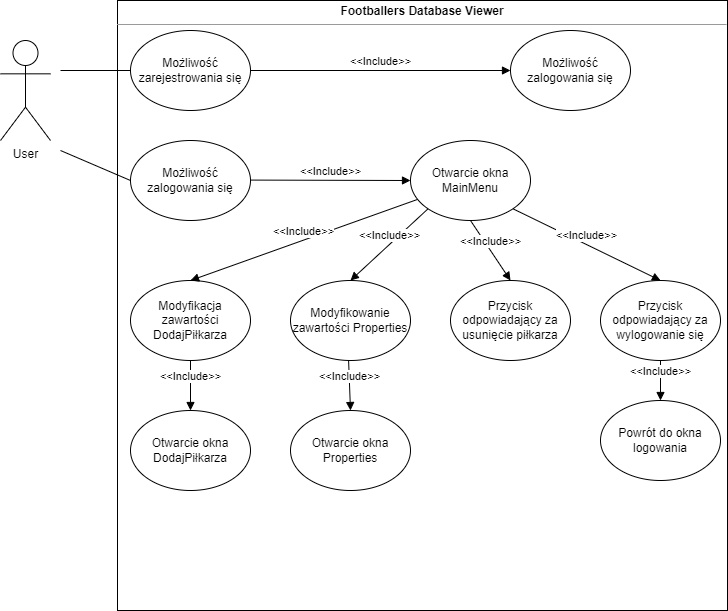 Footballers Database Viewer
User
Możliwość
zarejestrowania się
<<Include>>
Możliwość
zalogowania się
Możliwość
zalogowania się
<<Include>>
Otwarcie okna
MainMenu
<<Include>>
<<Include>>
<<Include>>
<<Include>>
Modyfikacja
zawartości
DodajPiłkarza
Modyfikowanie
zawartości Properties
Przycisk
odpowiadający za
usunięcie piłkarza
Przycisk
odpowiadający za
wylogowanie się
<<Include>>
<<Include>>
<<Include>>
Otwarcie okna
DodajPiłkarza
Otwarcie okna
Properties
Powrót do okna
logowania